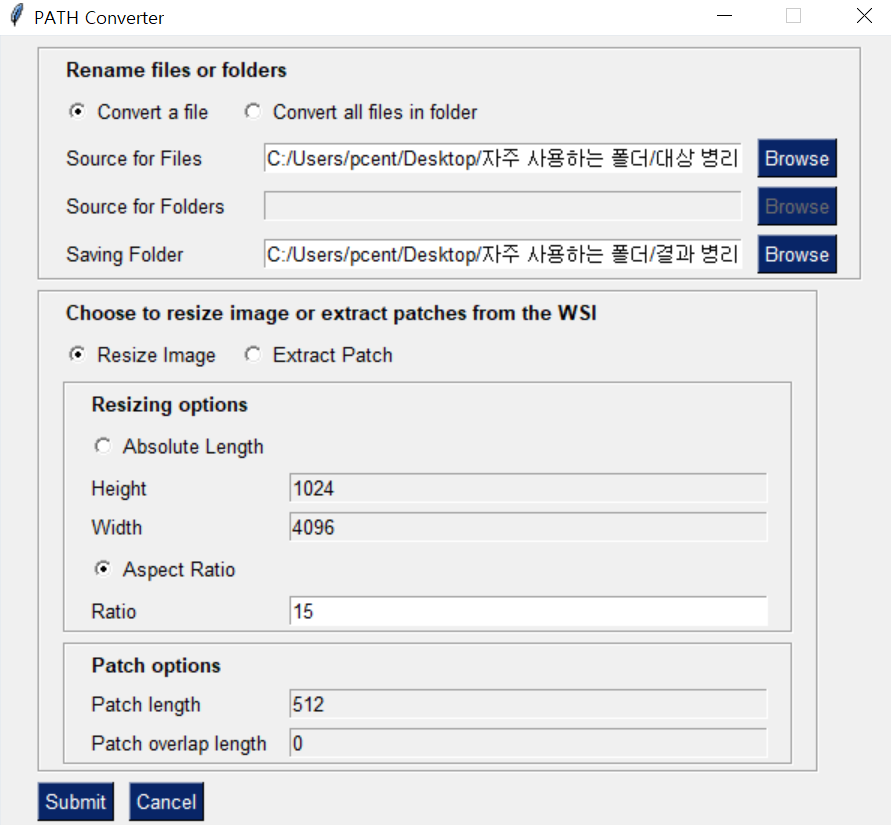 PATH Converter
Rename files or folders
Convert a file Convert all files in folder
Source for Files C:/Users/pcent/Desktop/자주 사용하는 폴더/대상 병리 Browse
Source for Folders Browse
Saving Folder C:/Users/pcent/Desktop/자주 사용하는 폴더/결과 병리 Browse
Choose to resize image or extract patches from the WSI
Resize Image Extract Patch
Resizing options
Absolute Length
Height 1024
Width 4096
Aspect Ratio
Ratio 15
Patch options
Patch length 512
Patch overlap length 0
Submit Cancel